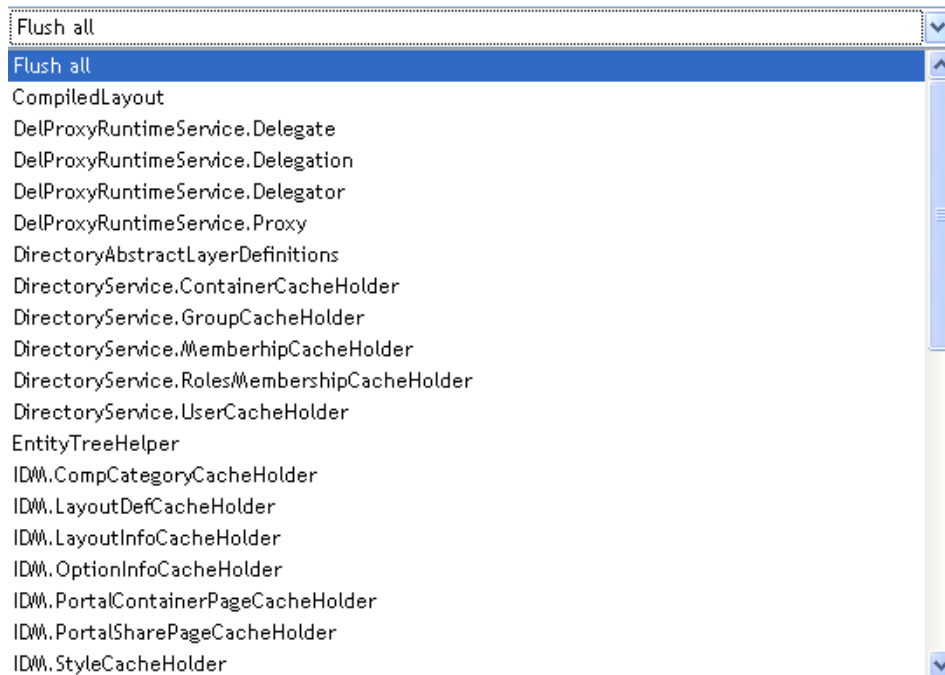 Flush all
Flush all
CompiledLayout
DelProxyRuntimeService.Delegate
DelProxyRuntimeService.Delegation
DelProxyRuntimeService.Delegator
DelProxyRuntimeService.Proxy
DirectoryAbstractLayerDefinitions
DirectoryService.ContainerCacheHolder
DirectoryService.GroupCacheHolder
DirectoryService.MemberhipCacheHolder
DirectoryService.RolesMembershipCacheHolder
DirectoryService.UserCacheHolder
EntityTreeHelper
IDM.CompCategoryCacheHolder
IDM.LayoutDefCacheHolder
IDM.LayoutInfoCacheHolder
IDM.OptionInfoCacheHolder
IDM.PortalContainerPageCacheHolder
IDM.PortalSharePageCacheHolder
IDM.StyleCacheHolder